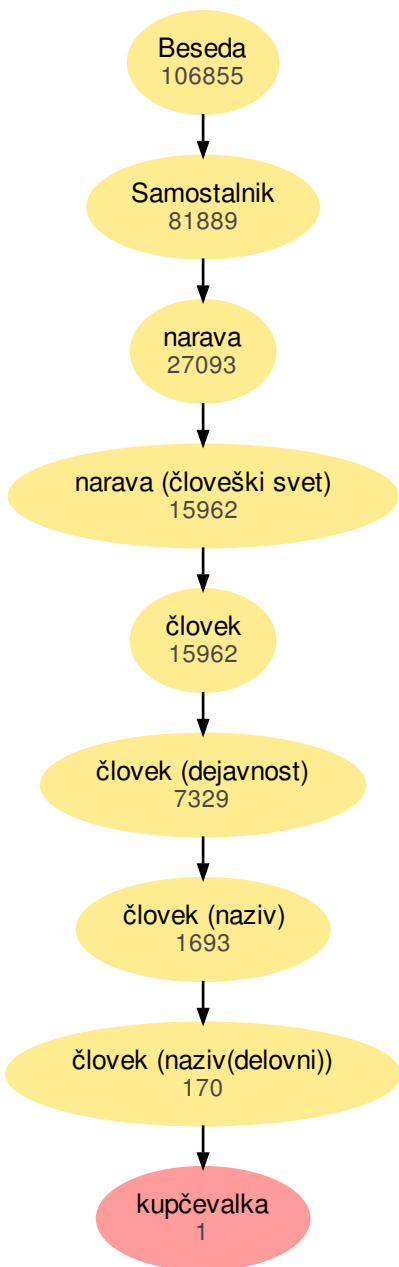 Beseda
106855
Samostalnik
81889
narava
27093
narava (človeški svet)
15962
človek
15962
človek (dejavnost)
7329
človek (naziv)
1693
človek (naziv(delovni))
170
kupčevalka
1